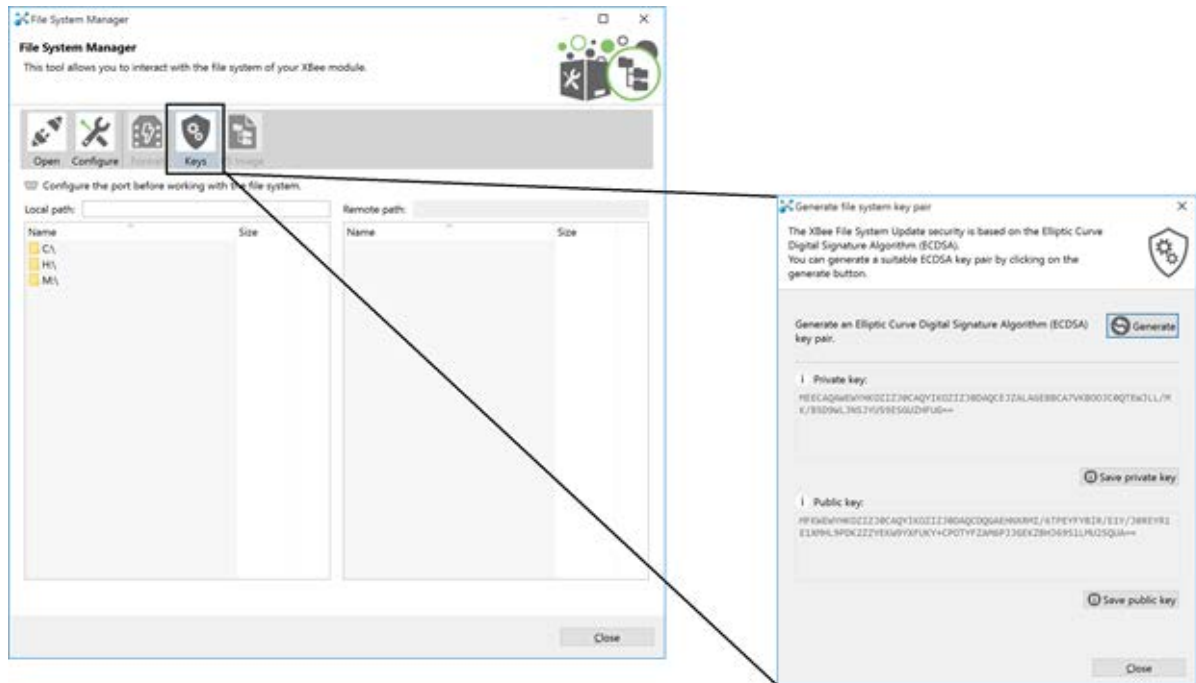 File System Manager
File System Manager
This tool allows you to interact with the file system of your XBee module.
Open Configure Keys Image
Configure the port before working with the file system.
Local path:
Remote path:
Name Size Name Size
C:\
H:\
M:\
Close
Generate file system key pair
The XBee File System Update security is based on the Elliptic Curve
Digital Signature Algorithm (ECDSA).
You can generate a suitable ECDSA key pair by clicking on the
generate button.
Generate an Elliptic Curve Digital Signature Algorithm (ECDSA)
key pair.
Generate
Private key:
Save private key
Public key:
Save public key
Close